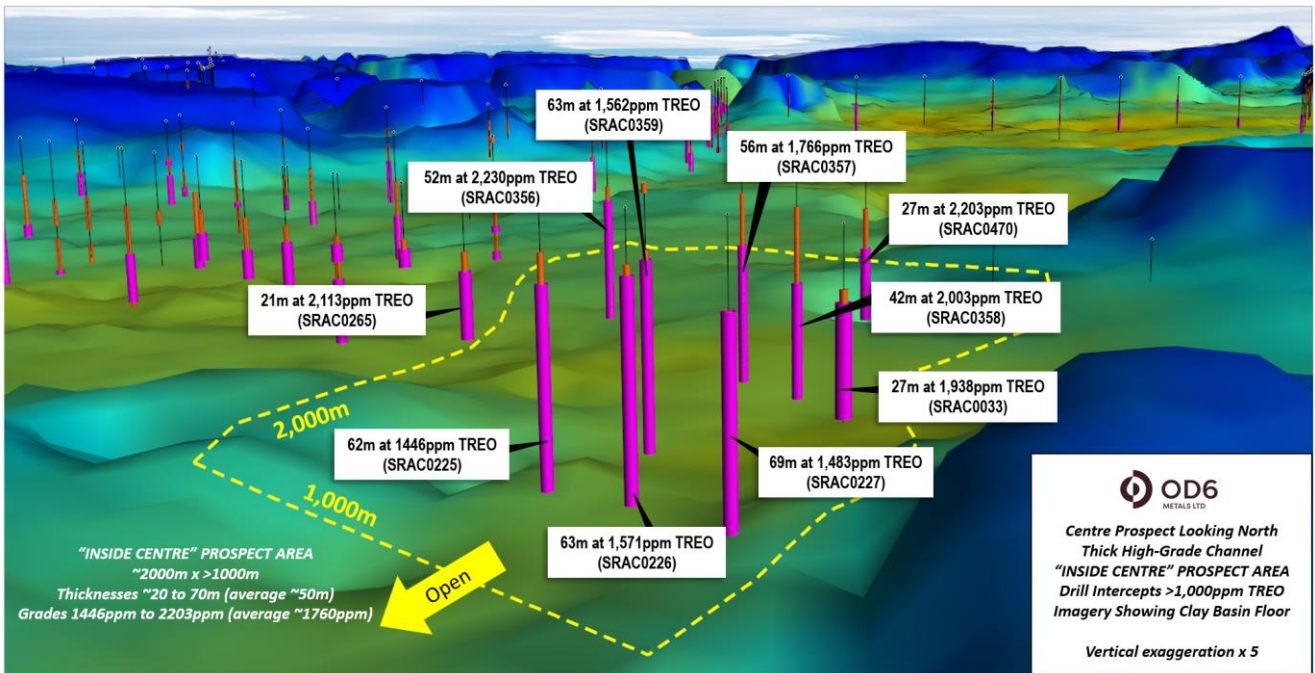 63m at 1,562ppm TREO
(SRAC0359)
56m at 1,766ppm TREO
(SRAC0357)
52m at 2,230ppm TREO
(SRAC0356)
27m at 2,203ppm TREO
(SRAC0470)
21m at 2,113ppm TREO
(SRAC0265)
42m at 2,003ppm TREO
(SRAC0358)
27m at 1,938ppm TREO
(SRAC0033)
2,000m
62m at 1446ppm TREO
(SRAC0225)
69m at 1,483ppm TREO
(SRAC0227)
1,000m
63m at 1,571ppm TREO
(SRAC0226)
Open
"INSIDE CENTRE" PROSPECT AREA
~2000m x >1000m
Thicknesses ~20 to 70m (average ~50m)
Grades 1446ppm to 2203ppm (average ~1760ppm)
OD6
METALS LTD
Centre Prospect Looking North
Thick High-Grade Channel
"INSIDE CENTRE" PROSPECT AREA
Drill Intercepts >1,000ppm TREO
Imagery Showing Clay Basin Floor
Vertical exaggeration x 5